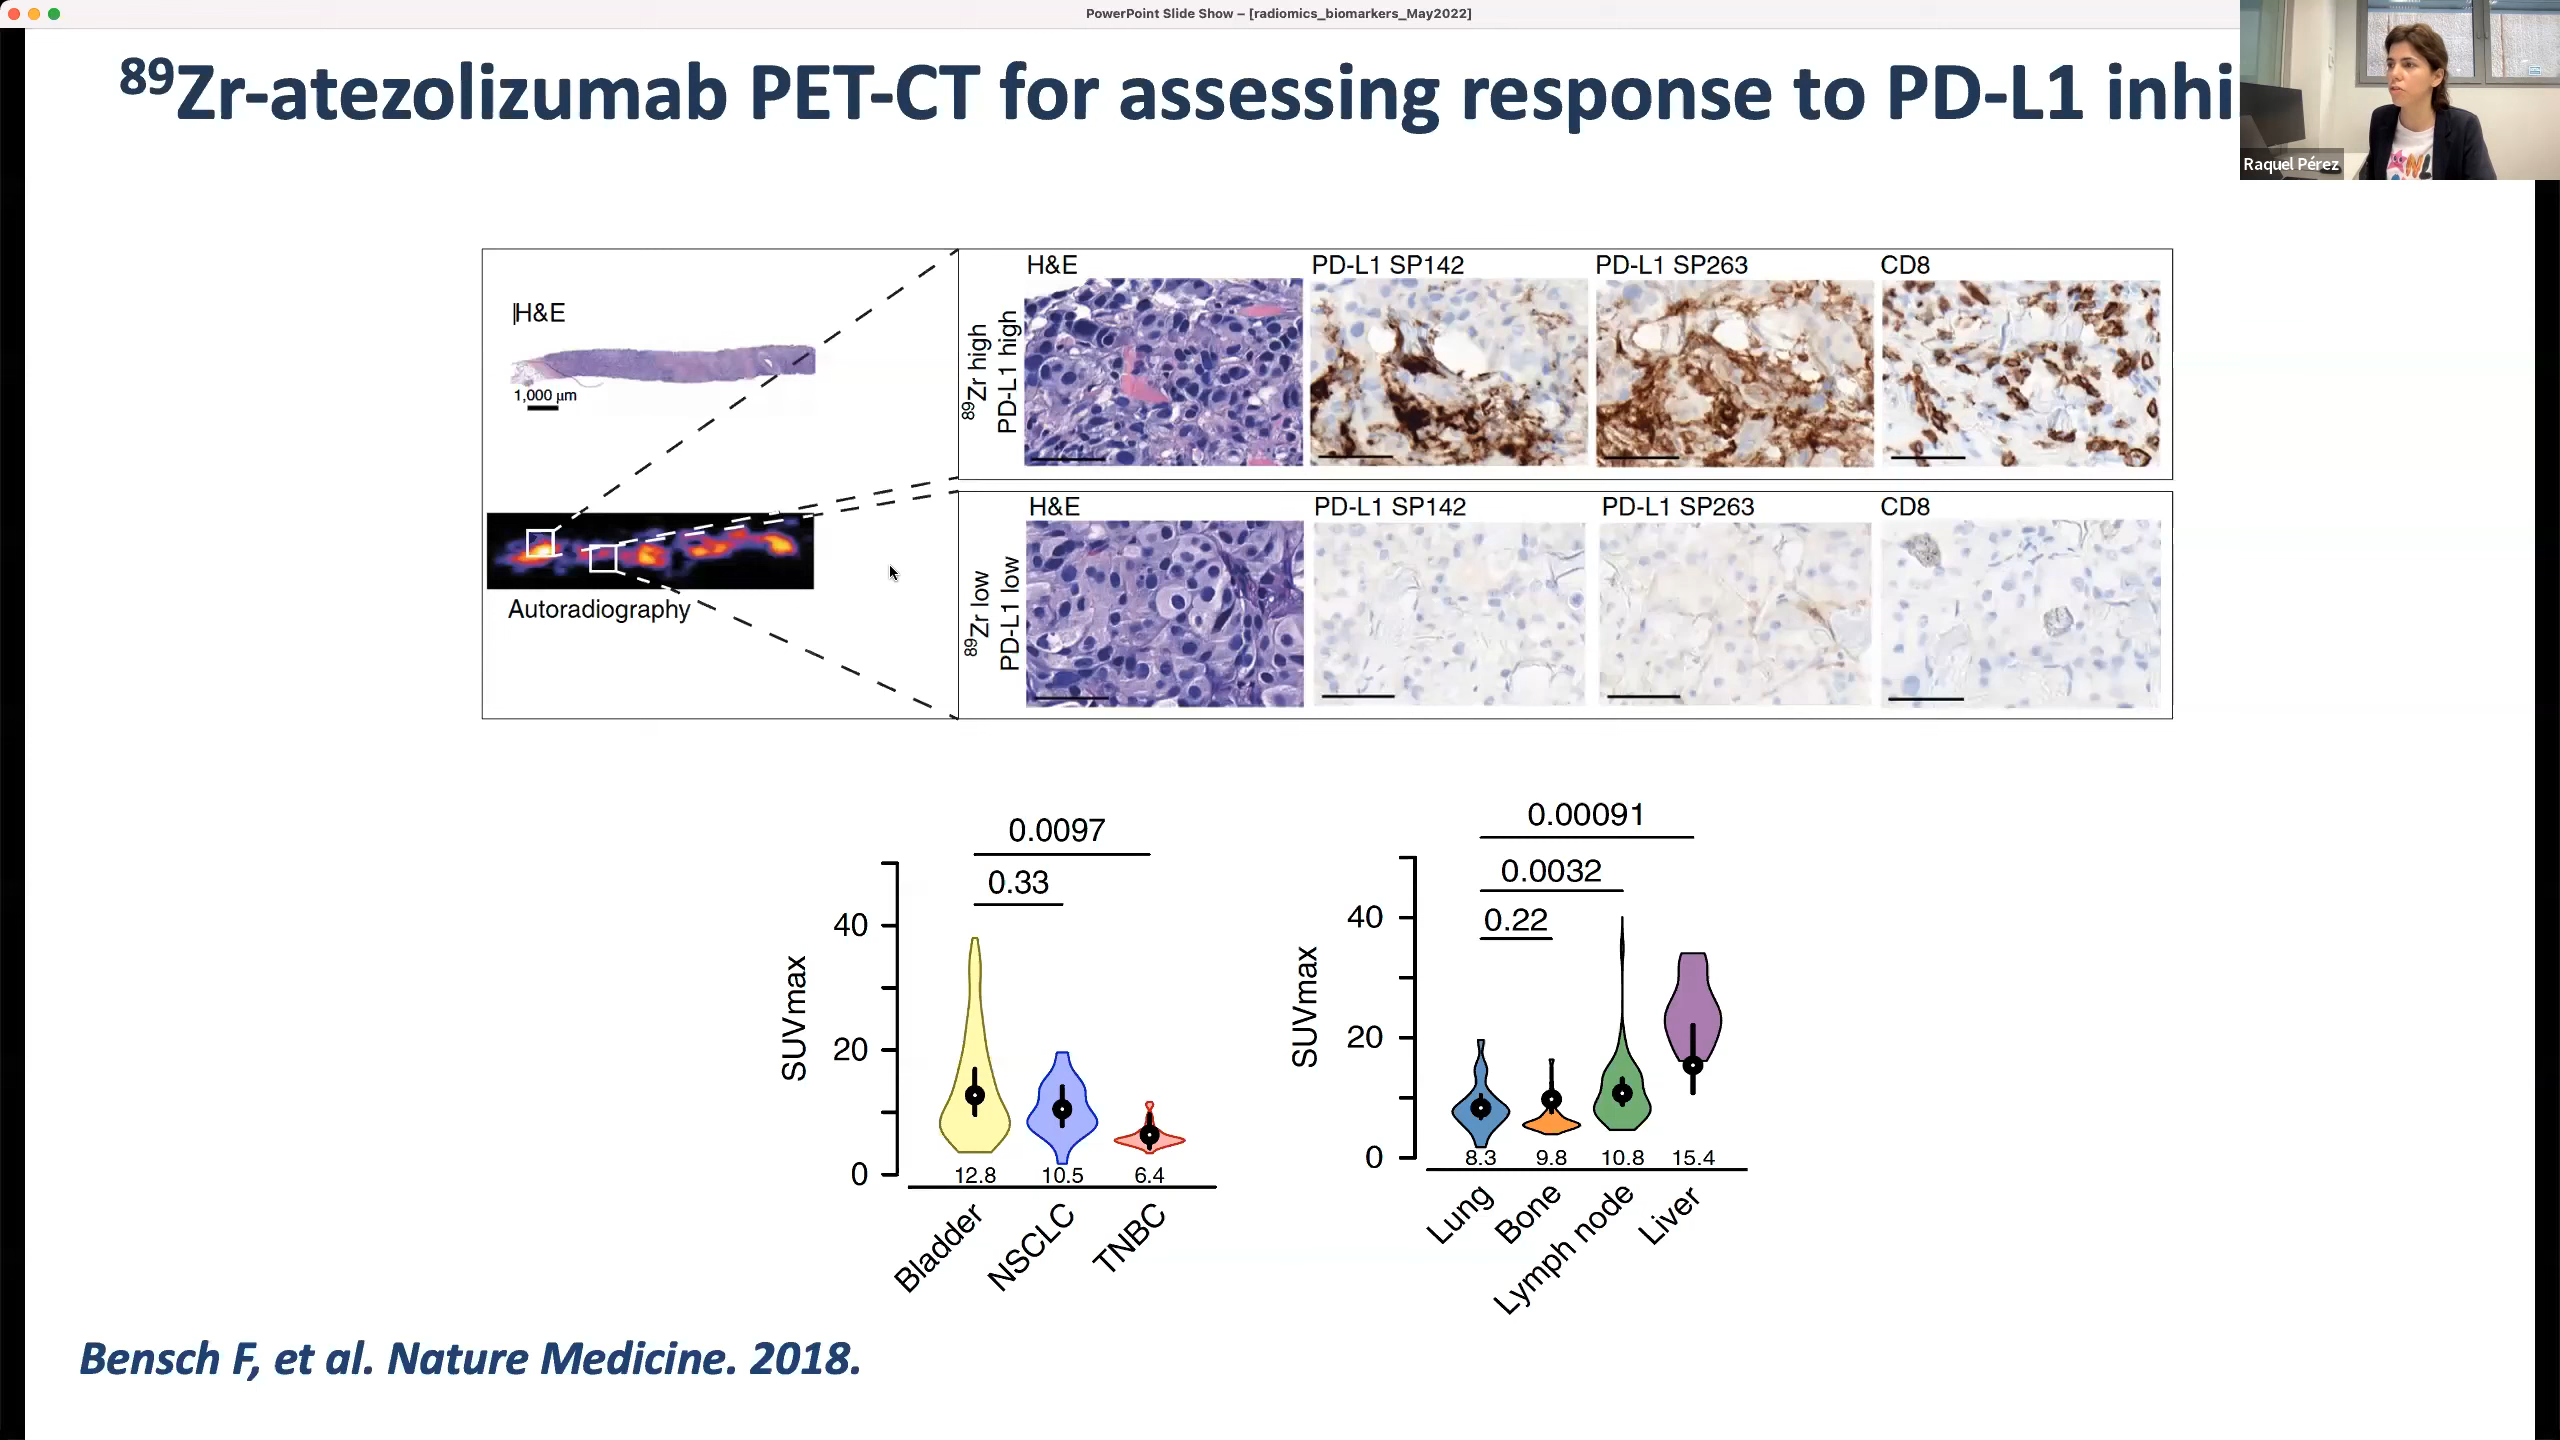 PowerPoint Slide Show – [radiomics_biomarkers_May2022]
⁸⁹Zr-atezolizumab PET-CT for assessing response to PD-L1 inhi
Raquel Pérez
H&E
1,000 µm
Autoradiography
⁸⁹Zr high
PD-L1 high
H&E
PD-L1 SP142
PD-L1 SP263
CD8
⁸⁹Zr low
PD-L1 low
H&E
PD-L1 SP142
PD-L1 SP263
CD8
0.0097
0.33
SUVmax
40
20
0
12.8
10.5
6.4
Bladder
NSCLC
TNBC
0.00091
0.0032
0.22
SUVmax
40
20
0
8.3
9.8
10.8
15.4
Lung
Bone
Lymph node
Liver
Bensch F, et al. Nature Medicine. 2018.